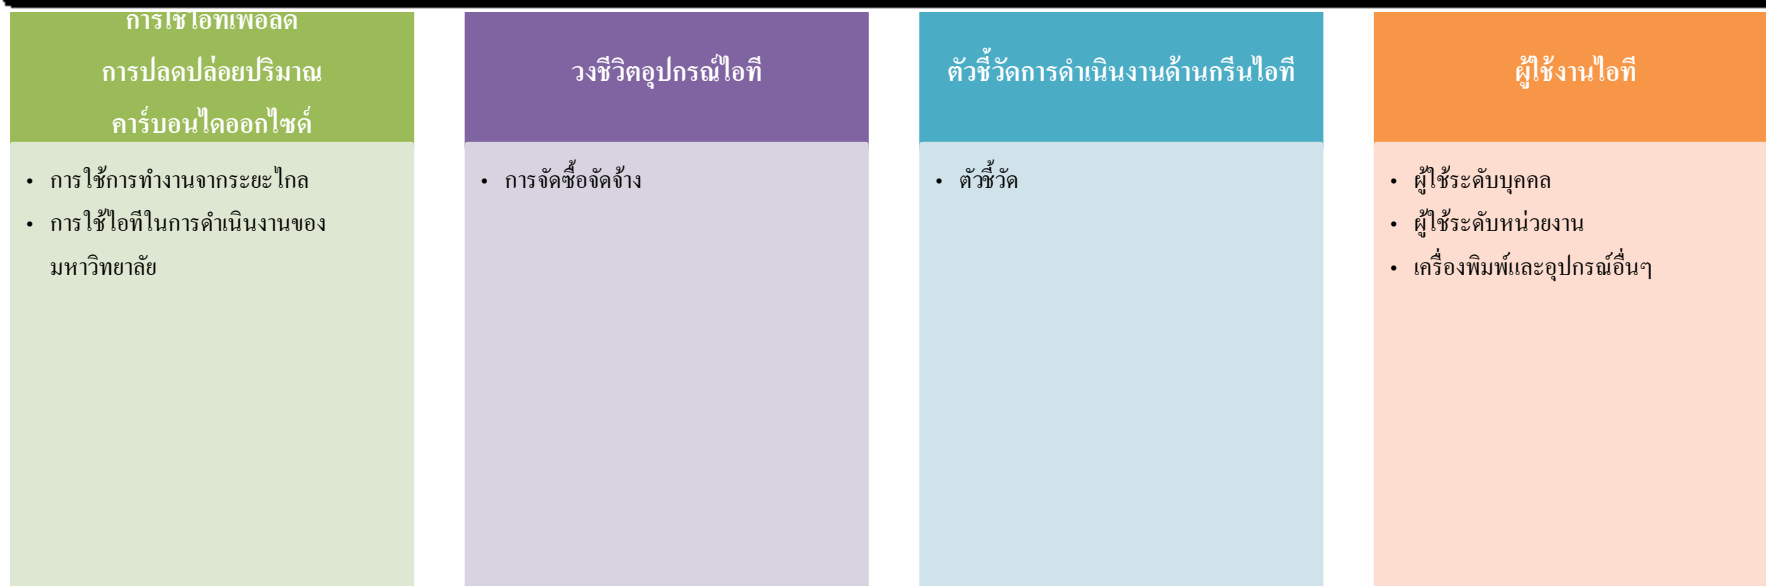 การใช้ไอทีเพื่อลด
การปลดปล่อยปริมาณ
คาร์บอนไดออกไซด์
• การใช้การทำงานจากระยะไกล
• การใช้ไอทีในการดำเนินงานของ
มหาวิทยาลัย
วงชีวิตอุปกรณ์ไอที
• การจัดซื้อจัดจ้าง
ตัวชี้วัดการดำเนินงานด้านกรีนไอที
• ตัวชี้วัด
ผู้ใช้งานไอที
• ผู้ใช้ระดับบุคคล
• ผู้ใช้ระดับหน่วยงาน
• เครื่องพิมพ์และอุปกรณ์อื่นๆ